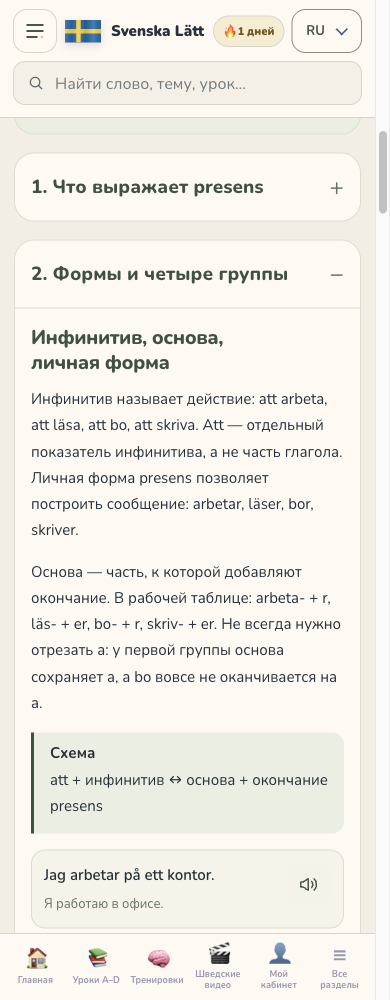 Svenska Lätt
🔥1 дней
RU
Найти слово, тему, урок...
1. Что выражает presens
2. Формы и четыре группы
Инфинитив, основа,
личная форма
Инфинитив называет действие: att arbeta,
att läsa, att bo, att skriva. Att — отдельный
показатель инфинитива, а не часть глагола.
Личная форма presens позволяет
построить сообщение: arbetar, läser, bor,
skriver.
Основа — часть, к которой добавляют
окончание. В рабочей таблице: arbeta- + r,
läs- + er, bo- + r, skriv- + er. Не всегда нужно
отрезать а: у первой группы основа
сохраняет а, а bo вовсе не оканчивается на
а.
Схема
att + инфинитив ↔ основа + окончание
presens
Jag arbetar på ett kontor.
Я работаю в офисе.
Главная
Уроки A–D
Тренировки
Шведские
видео
Мой
кабинет
Все
разделы